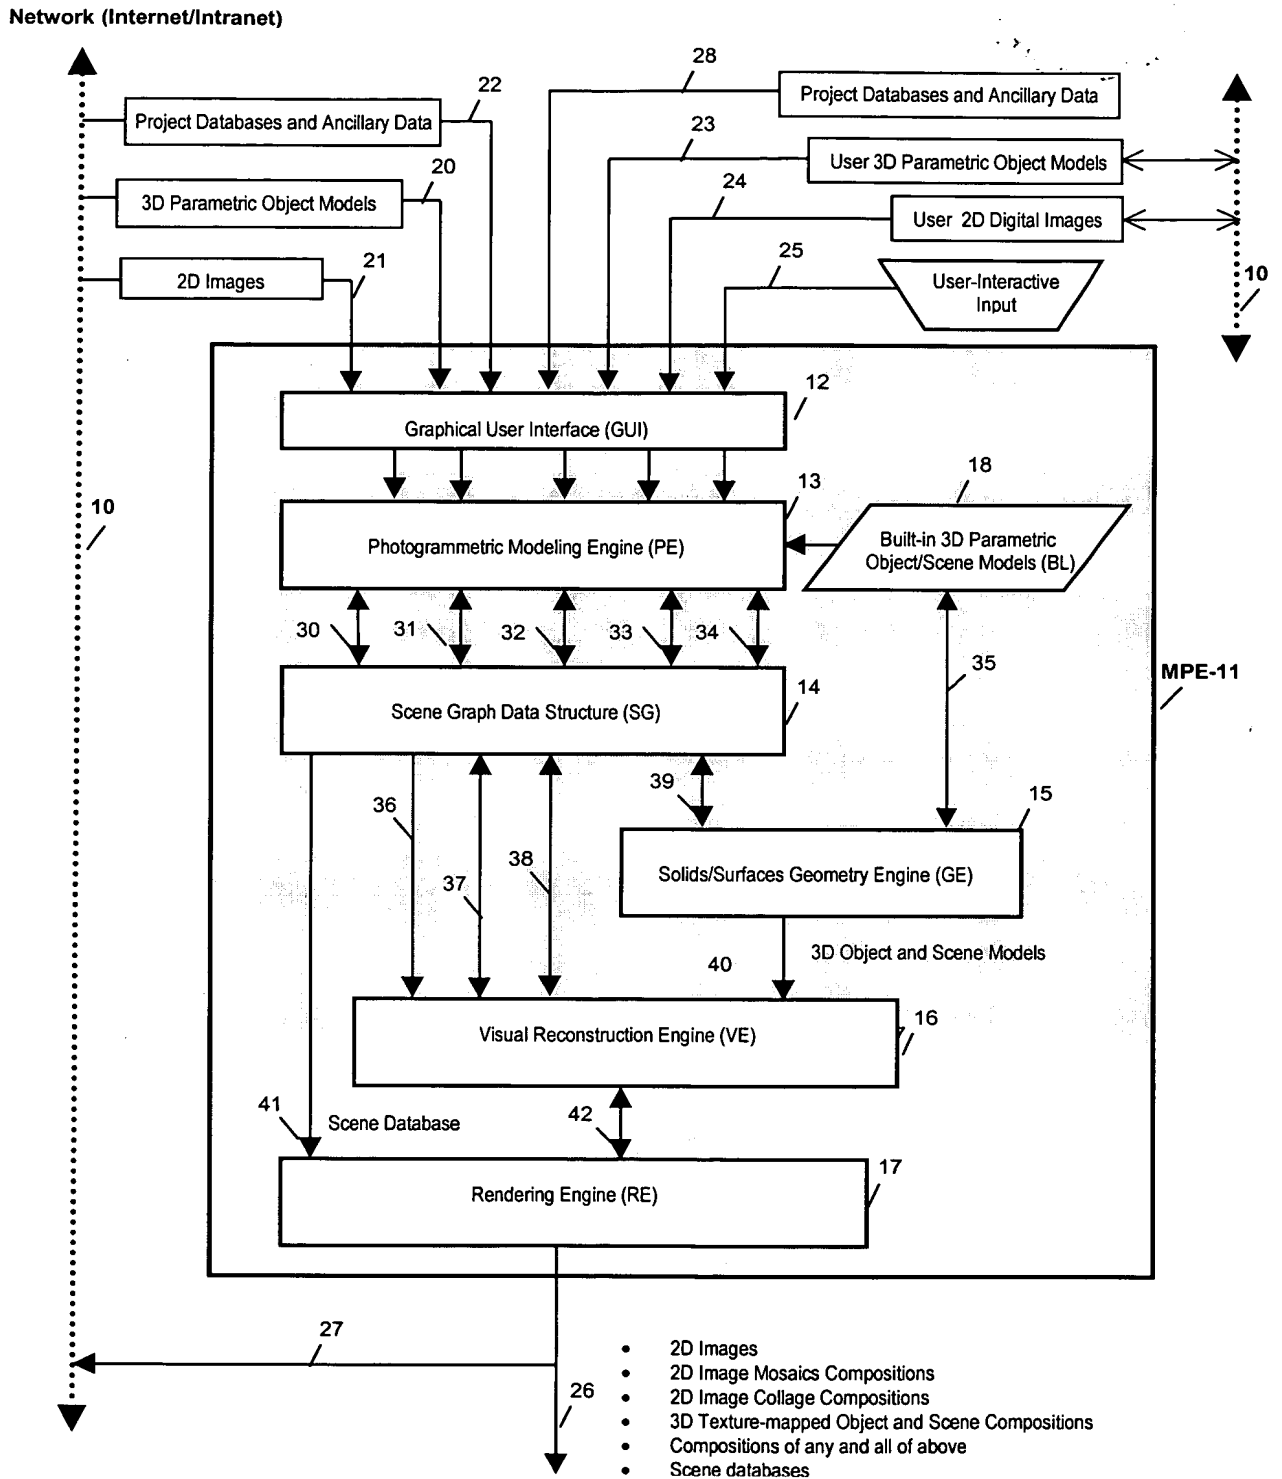 Network (Internet/Intranet)
28
22
Project Databases and Ancillary Data
Project Databases and Ancillary Data
23
20
User 3D Parametric Object Models
3D Parametric Object Models
24
User 2D Digital Images
21
25
2D Images
User-Interactive
Input
10
12
Graphical User Interface (GUI)
18
13
10
Built-in 3D Parametric
Object/Scene Models (BL)
Photogrammetric Modeling Engine (PE)
30
31
32
33
34
35
MPE-11
14
Scene Graph Data Structure (SG)
39
15
36
38
37
Solids/Surfaces Geometry Engine (GE)
3D Object and Scene Models
40
16
Visual Reconstruction Engine (VE)
41
42
Scene Database
17
Rendering Engine (RE)
27
26
• 2D Images
• 2D Image Mosaics Compositions
• 2D Image Collage Compositions
• 3D Texture-mapped Object and Scene Compositions
• Compositions of any and all of above
• Scene databases